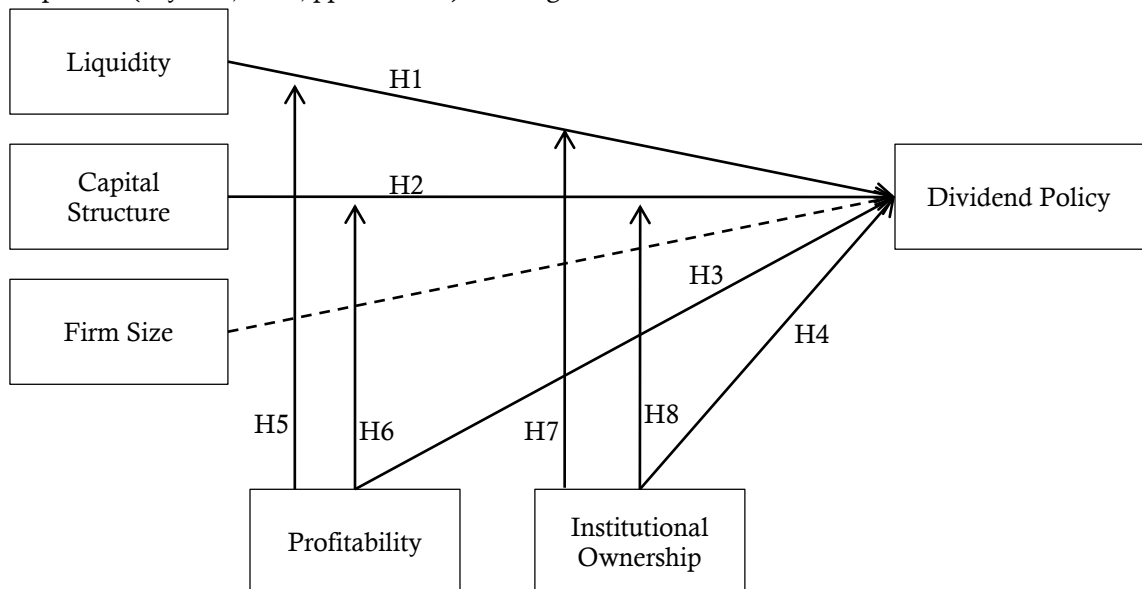 Liquidity
H1
Capital
Structure
H2
Dividend Policy
H3
Firm Size
H4
H5
H6
H7
H8
Profitability
Institutional
Ownership